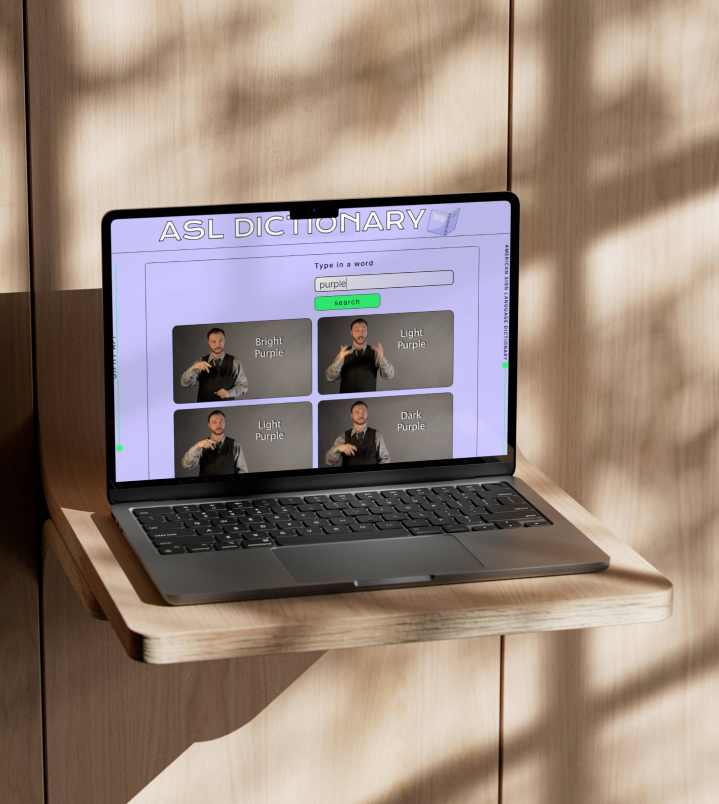 ASL DICTIONARY
Type in a word
purple
search
Bright
Purple
Light
Purple
Light
Purple
Dark
Purple
AMERICAN SIGN LANGUAGE DICTIONARY